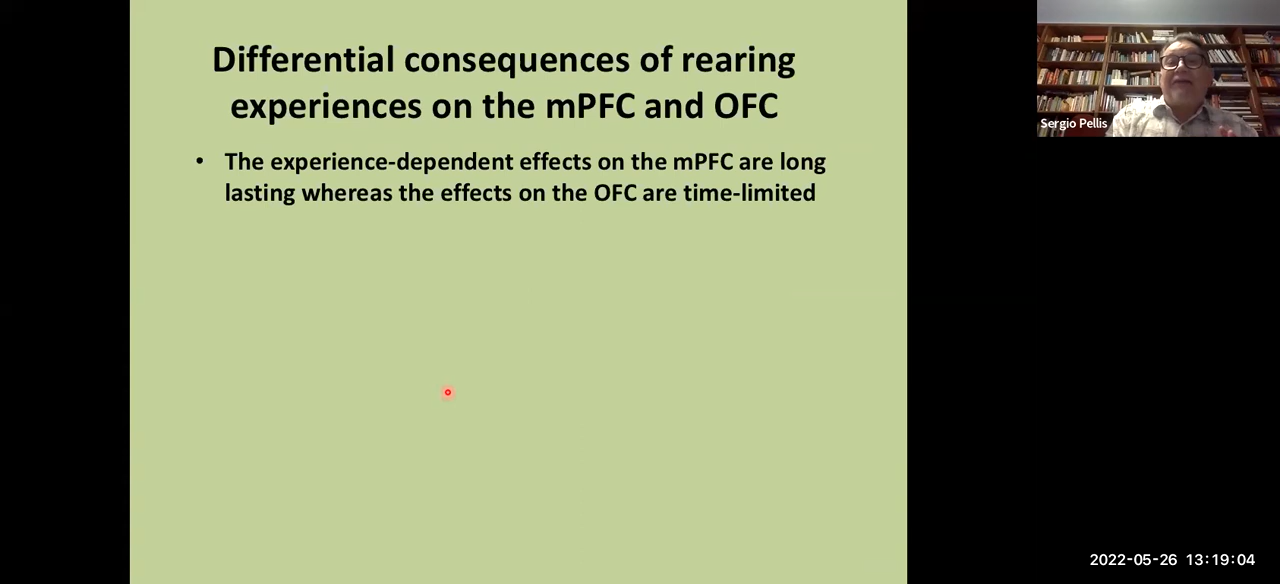 Differential consequences of rearing
experiences on the mPFC and OFC
• The experience-dependent effects on the mPFC are long
lasting whereas the effects on the OFC are time-limited
Sergio Pellis
2022-05-26 13:19:04